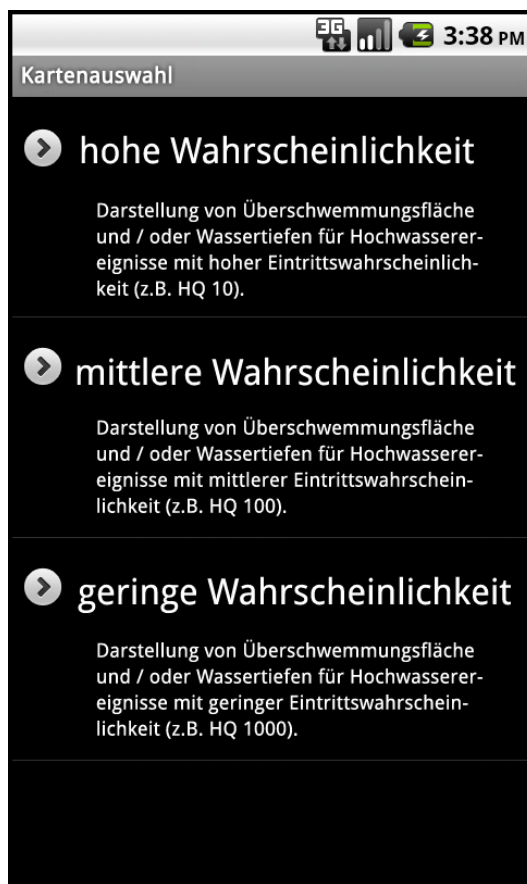 3G 3:38 PM
Kartenauswahl
hohe Wahrscheinlichkeit
Darstellung von Überschwemmungsfläche
und / oder Wassertiefen für Hochwasserer-
eignisse mit hoher Eintrittswahrscheinlich-
keit (z.B. HQ 10).
mittlere Wahrscheinlichkeit
Darstellung von Überschwemmungsfläche
und / oder Wassertiefen für Hochwasserer-
eignisse mit mittlerer Eintrittswahrschein-
lichkeit (z.B. HQ 100).
geringe Wahrscheinlichkeit
Darstellung von Überschwemmungsfläche
und / oder Wassertiefen für Hochwasserer-
eignisse mit geringer Eintrittswahrschein-
lichkeit (z.B. HQ 1000).